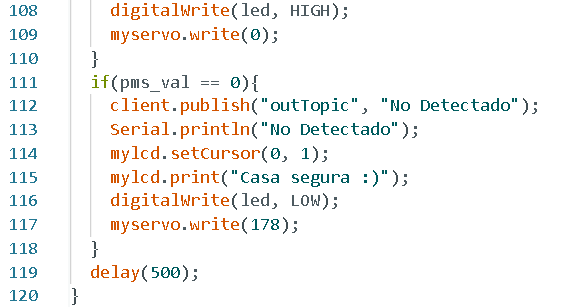 108 digitalWrite(led, HIGH);
109 myservo.write(0);
110 }
111 if(pms_val == 0){
112 client.publish("outTopic", "No Detectado");
113 Serial.println("No Detectado");
114 mylcd.setCursor(0, 1);
115 mylcd.print("Casa segura :)");
116 digitalWrite(led, LOW);
117 myservo.write(178);
118 }
119 delay(500);
120 }